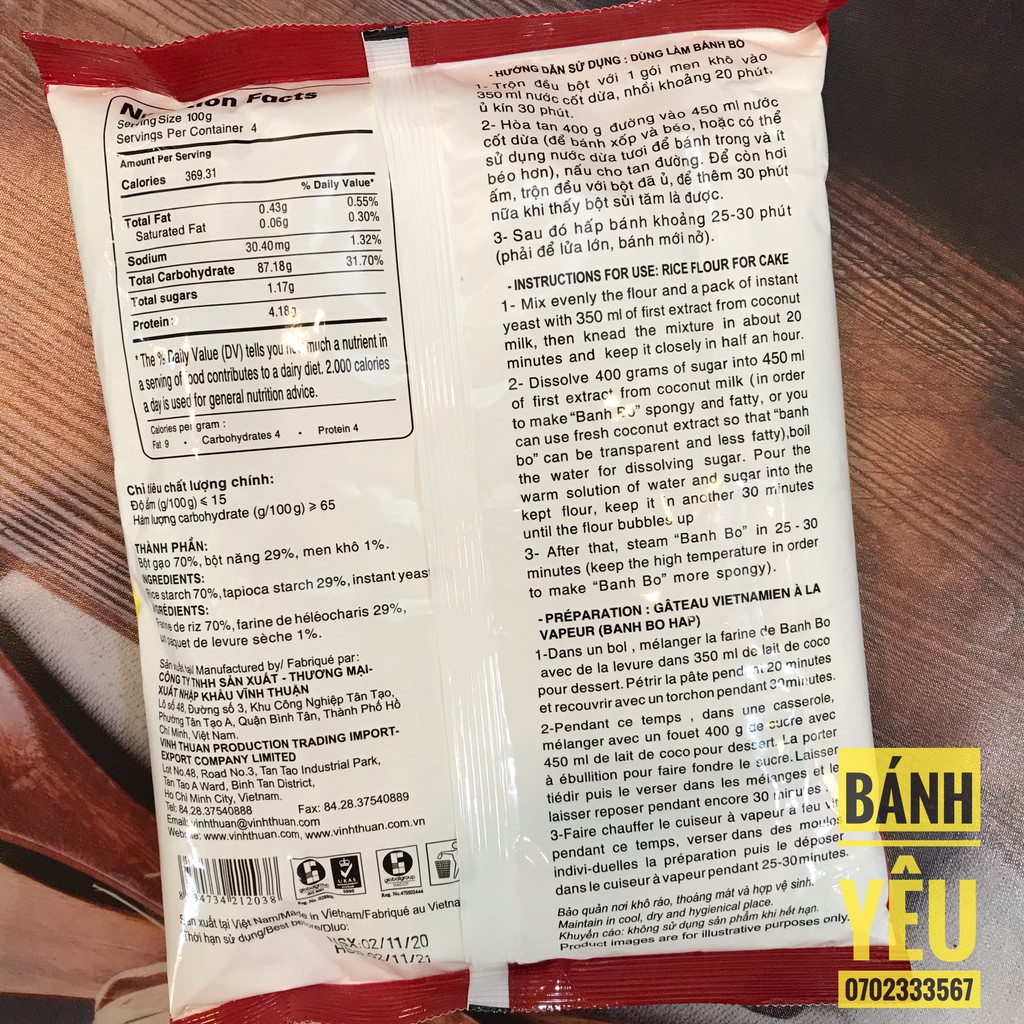 Nutrition Facts
Serving Size 100g
Servings Per Container 4
Amount Per Serving
Calories 369.31
% Daily Value*
Total Fat 0.43g 0.55%
Saturated Fat 0.06g 0.30%
Sodium 30.40mg 1.32%
Total Carbohydrate 87.18g 31.70%
Total sugars 1.17g
Protein: 4.18g
*The % Daily Value (DV) tells you how much a nutrient in
a serving of food contributes to a dairy diet. 2.000 calories
a day is used for general nutrition advice.
Calories per gram :
Fat 9 • Carbohydrates 4 • Protein 4
Chỉ tiêu chất lượng chính:
Độ ẩm (g/100g) ⩽ 15
Hàm lượng carbohydrate (g/100g) ⩾ 65
THÀNH PHẦN:
Bột gạo 70%, bột năng 29%, men khô 1%.
INGREDIENTS:
Rice starch 70%, tapioca starch 29%, instant yeast
INGRÉDIENTS:
Farine de riz 70%, farine de héléocharis 29%,
un paquet de levure sèche 1%.
Sản xuất tại/ Manufactured by/ Fabriqué par:
CÔNG TY TNHH SẢN XUẤT - THƯƠNG MẠI-
XUẤT NHẬP KHẨU VĨNH THUẬN
Lô số 48, Đường số 3, Khu Công Nghiệp Tân Tạo,
Phường Tân Tạo A, Quận Bình Tân, Thành Phố Hồ
Chí Minh, Việt Nam.
VINH THUAN PRODUCTION TRADING IMPORT-
EXPORT COMPANY LIMITED
Lot No.48, Road No.3, Tan Tao Industrial Park,
Tan Tao A Ward, Binh Tan District,
Ho Chi Minh City, Vietnam.
Tel: 84.28.37540888 Fax: 84.28.37540889
Email: vinhthuan@vinhthuan.com
Website: www.vinhthuan.com, www.vinhthuan.com.vn
8 934734 212038
globalgroup
UKAS
globalgroup
Reg. No.47602444
Sản xuất tại Việt Nam/Made in Vietnam/Fabriqué au Vietnam
Thời hạn sử dụng/Best before/Dluo:
NSX:02/11/20
HSD:02/11/21
- HƯỚNG DẪN SỬ DỤNG : DÙNG LÀM BÁNH BÒ
1- Trộn đều bột với 1 gói men khô vào
350 ml nước cốt dừa, nhồi khoảng 20 phút,
ủ kín 30 phút.
2- Hòa tan 400 g đường vào 450 ml nước
cốt dừa (để bánh xốp và béo, hoặc có thể
sử dụng nước dừa tươi để bánh trong và ít
béo hơn), nấu cho tan đường. Để còn hơi
ấm, trộn đều với bột đã ủ, để thêm 30 phút
nữa khi thấy bột sủi tăm là được.
3- Sau đó hấp bánh khoảng 25-30 phút
(phải để lửa lớn, bánh mới nở).
- INSTRUCTIONS FOR USE: RICE FLOUR FOR CAKE
1- Mix evenly the flour and a pack of instant
yeast with 350 ml of first extract from coconut
milk, then knead the mixture in about 20
minutes and keep it closely in half an hour.
2- Dissolve 400 grams of sugar into 450 ml
of first extract from coconut milk (in order
to make "Banh Bo" spongy and fatty, or you
can use fresh coconut extract so that "banh
bo" can be transparent and less fatty),boil
the water for dissolving sugar. Pour the
warm solution of water and sugar into the
kept flour, keep it in another 30 minutes
until the flour bubbles up
3- After that, steam "Banh Bo" in 25 - 30
minutes (keep the high temperature in order
to make "Banh Bo" more spongy).
- PRÉPARATION : GÂTEAU VIETNAMIEN À LA
VAPEUR (BANH BO HAP)
1-Dans un bol , mélanger la farine de Banh Bo
avec de la levure dans 350 ml de lait de coco
pour dessert. Pétrir la pâte pendant 20 minutes
et recouvrir avec un torchon pendant 30minutes.
2-Pendant ce temps , dans une casserole,
mélanger avec un fouet 400 g de sucre avec
450 ml de lait de coco pour dessert. La porter
à ébullition pour faire fondre le sucre. Laisser
tiédir puis le verser dans les mélanges et le
laisser reposer pendant encore 30 minutes .
3-Faire chauffer le cuiseur à vapeur à feu vif
pendant ce temps, verser dans des moules
indivi-duelles la préparation puis le déposer
dans le cuiseur à vapeur pendant 25-30minutes.
Bảo quản nơi khô ráo, thoáng mát và hợp vệ sinh.
Maintain in cool, dry and hygienical place.
Khuyến cáo: không sử dụng sản phẩm khi hết hạn.
Product images are for illustrative purposes only.
BÁNH
YÊU
0702333567